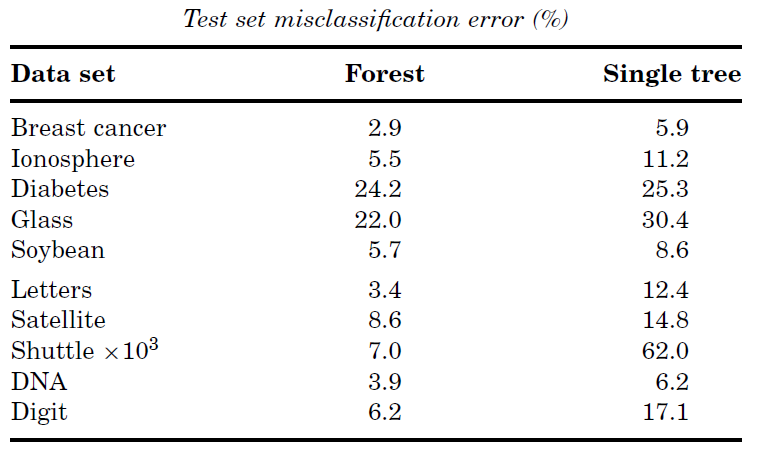 Test set misclassification error (%)
Data set Forest Single tree
Breast cancer 2.9 5.9
Ionosphere 5.5 11.2
Diabetes 24.2 25.3
Glass 22.0 30.4
Soybean 5.7 8.6
Letters 3.4 12.4
Satellite 8.6 14.8
Shuttle ×10³ 7.0 62.0
DNA 3.9 6.2
Digit 6.2 17.1